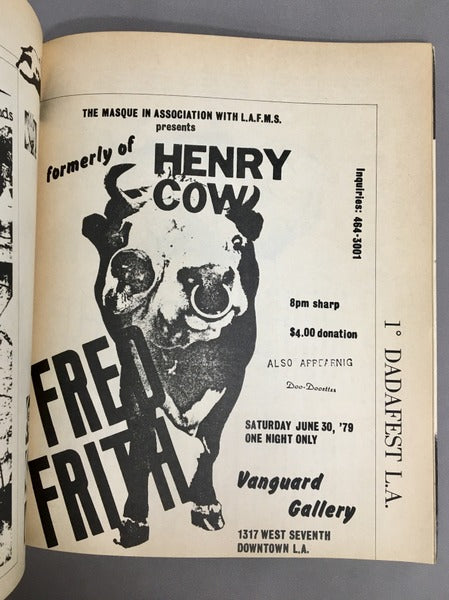 THE MASQUE IN ASSOCIATION WITH L.A.F.M.S.
presents
formerly of
HENRY
COW
Inquiries: 464-3001
8pm sharp
$4.00 donation
ALSO APPEARNIG
Doo-Dooettes
FRED
FRITH
SATURDAY JUNE 30, '79
ONE NIGHT ONLY
Vanguard
Gallery
1317 WEST SEVENTH
DOWNTOWN L.A.
1° DADAFEST L.A.